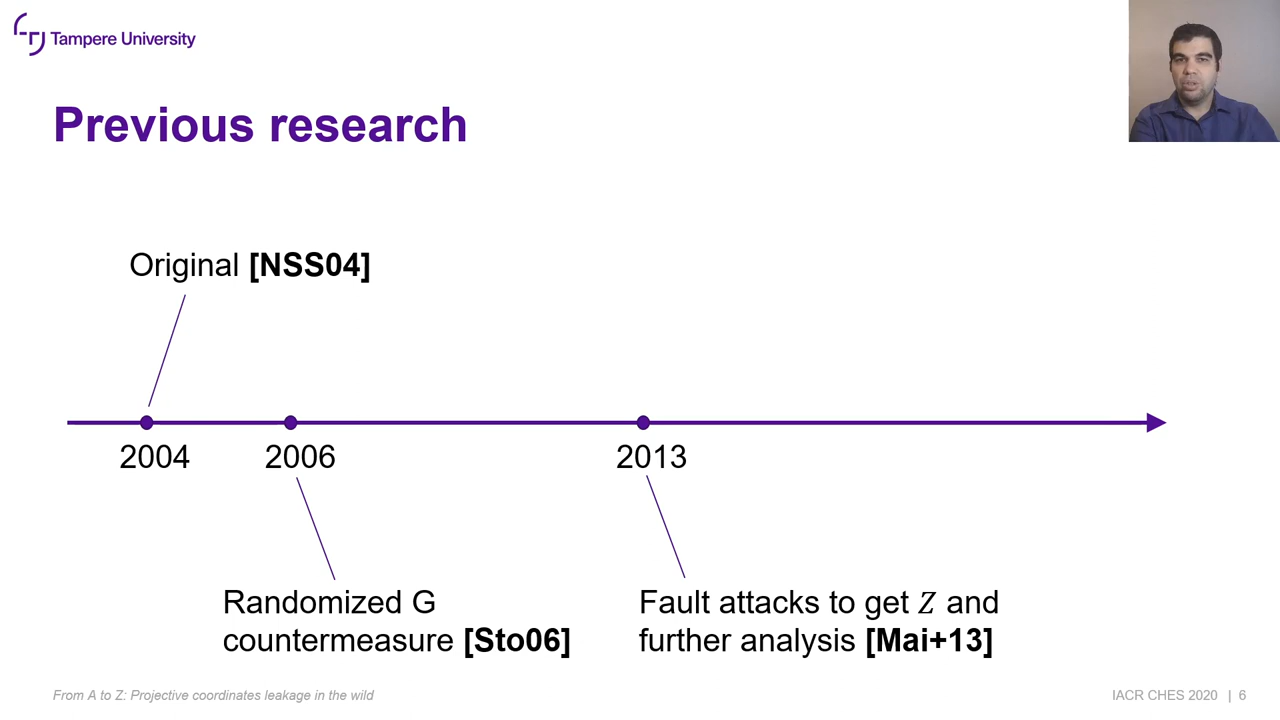 Tampere University
Previous research
Original [NSS04]
2004
2006
2013
Randomized G
countermeasure [Sto06]
Fault attacks to get Z and
further analysis [Mai+13]
From A to Z: Projective coordinates leakage in the wild
IACR CHES 2020 | 6